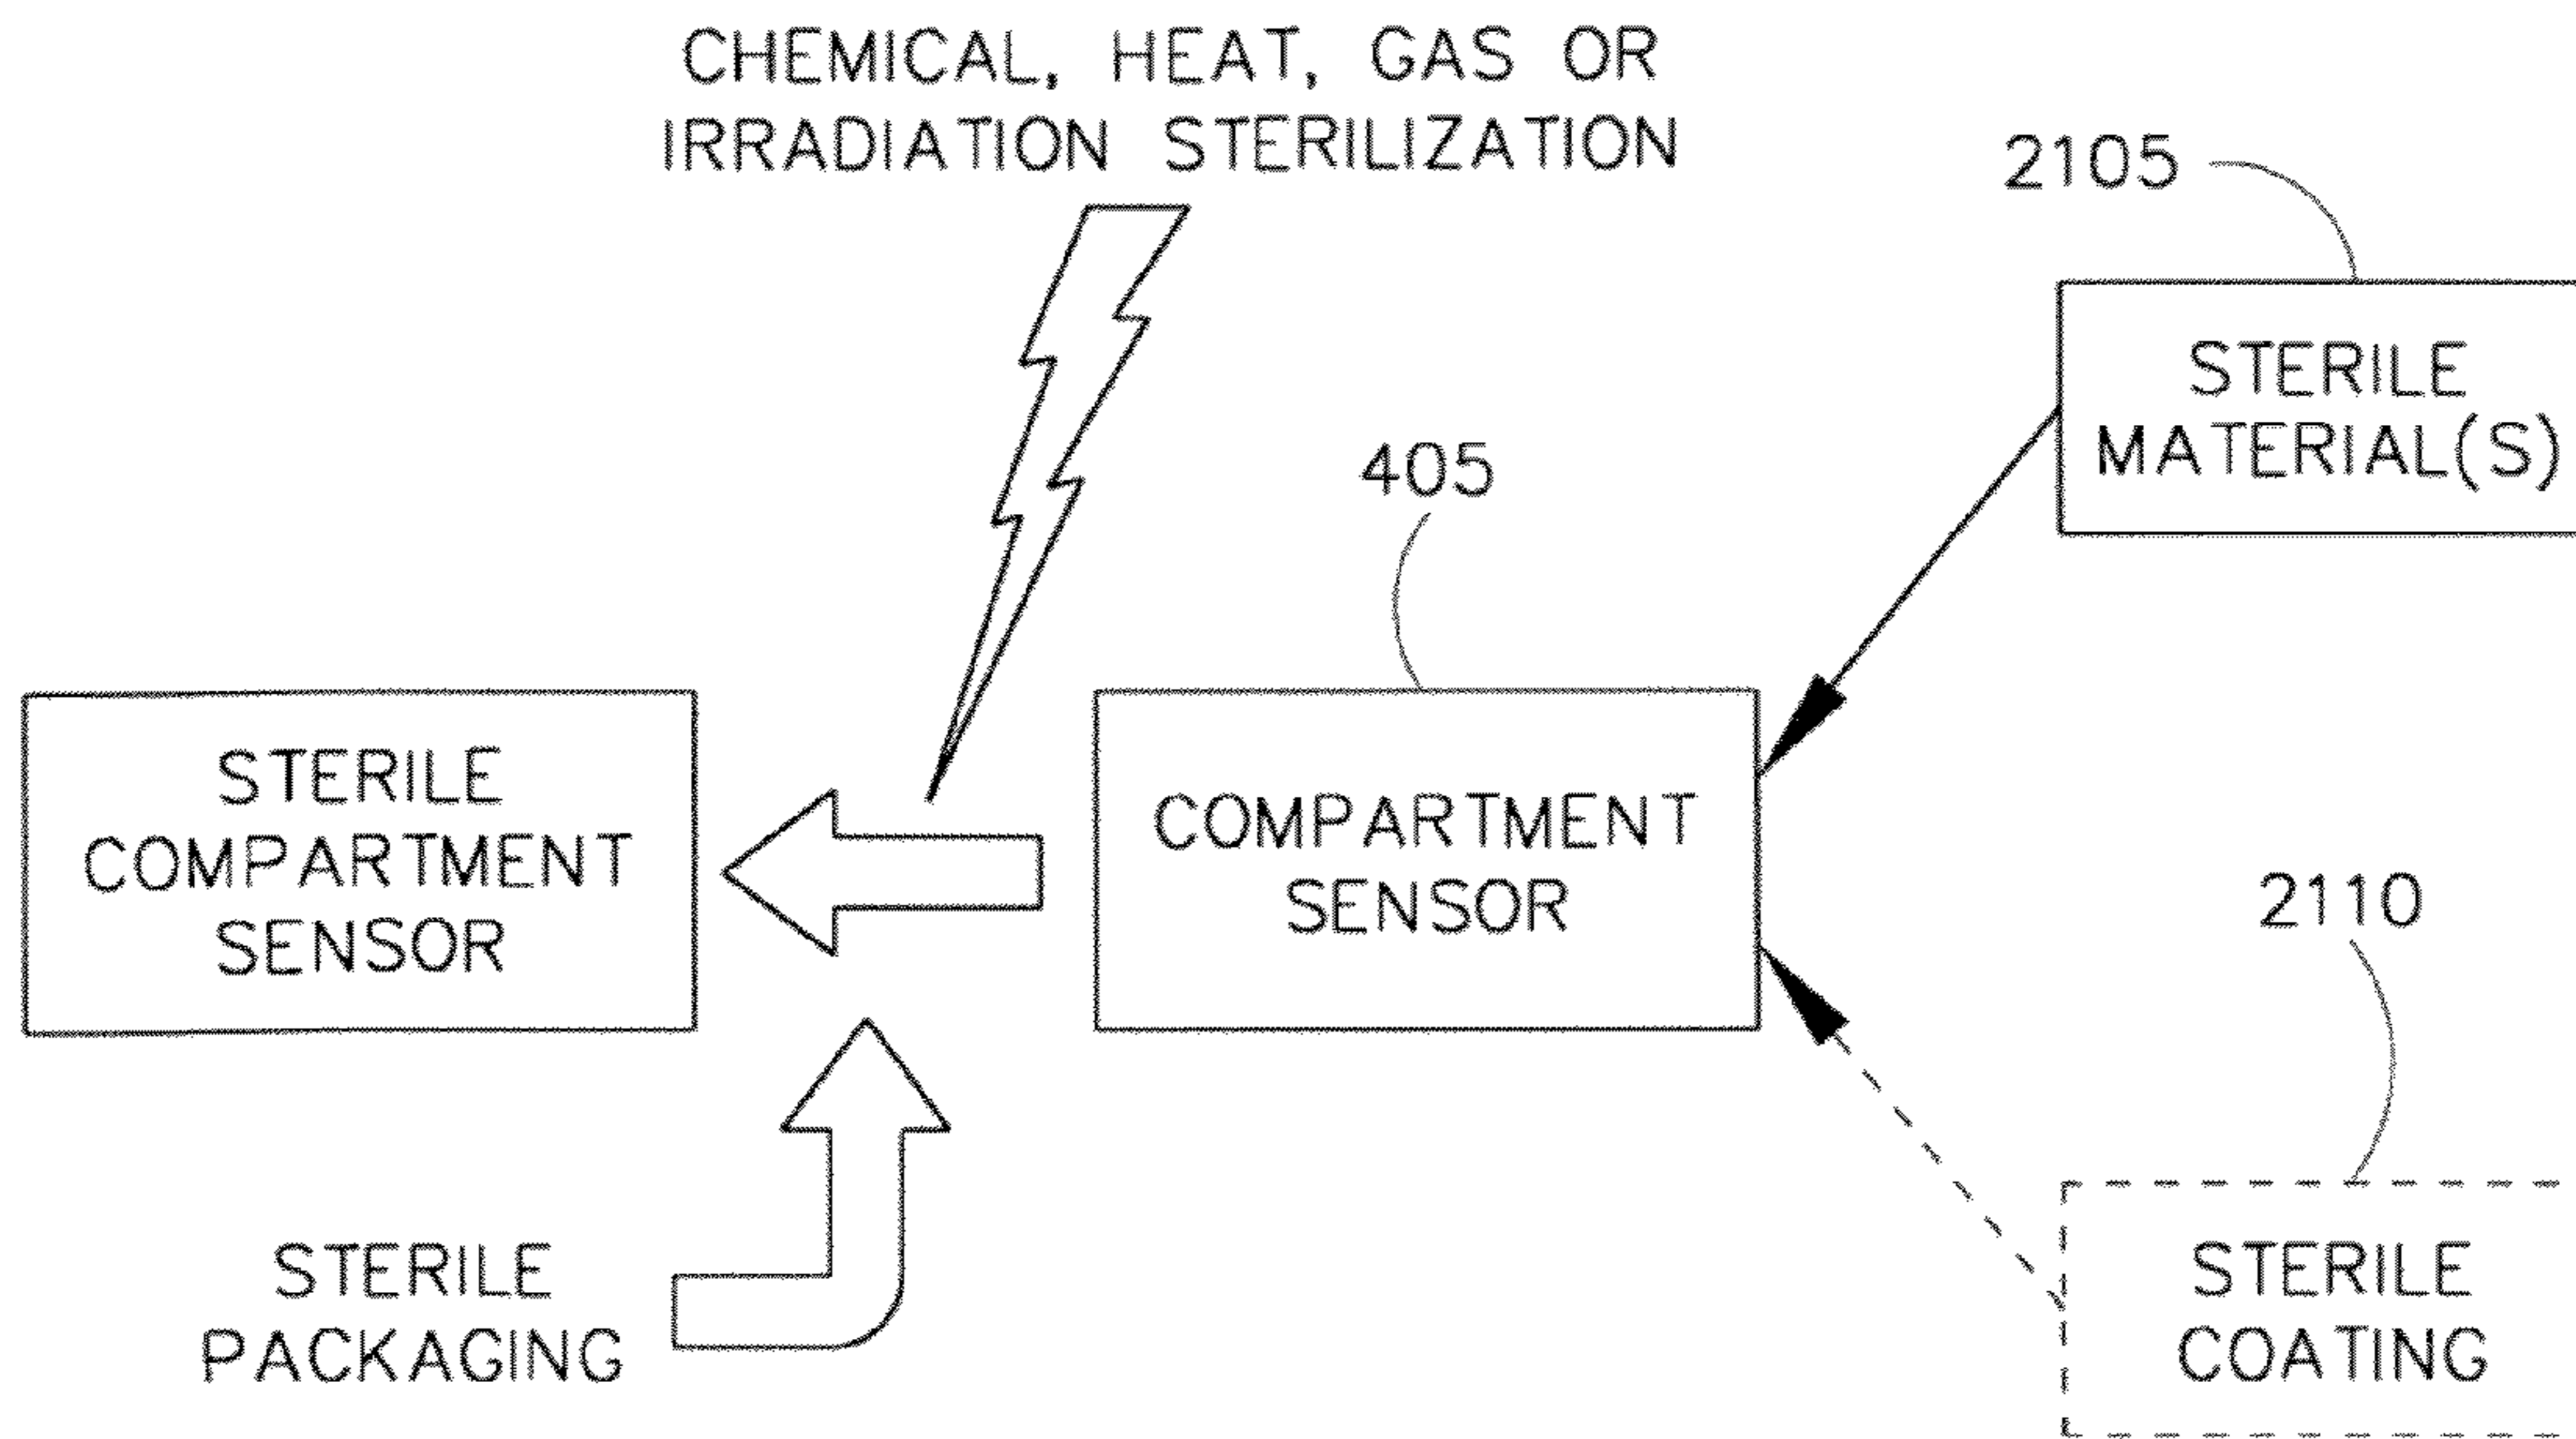 CHEMICAL, HEAT, GAS OR
IRRADIATION STERILIZATION
2105
STERILE
MATERIAL(S)
405
STERILE
COMPARTMENT
SENSOR
COMPARTMENT
SENSOR
2110
STERILE
PACKAGING
STERILE
COATING